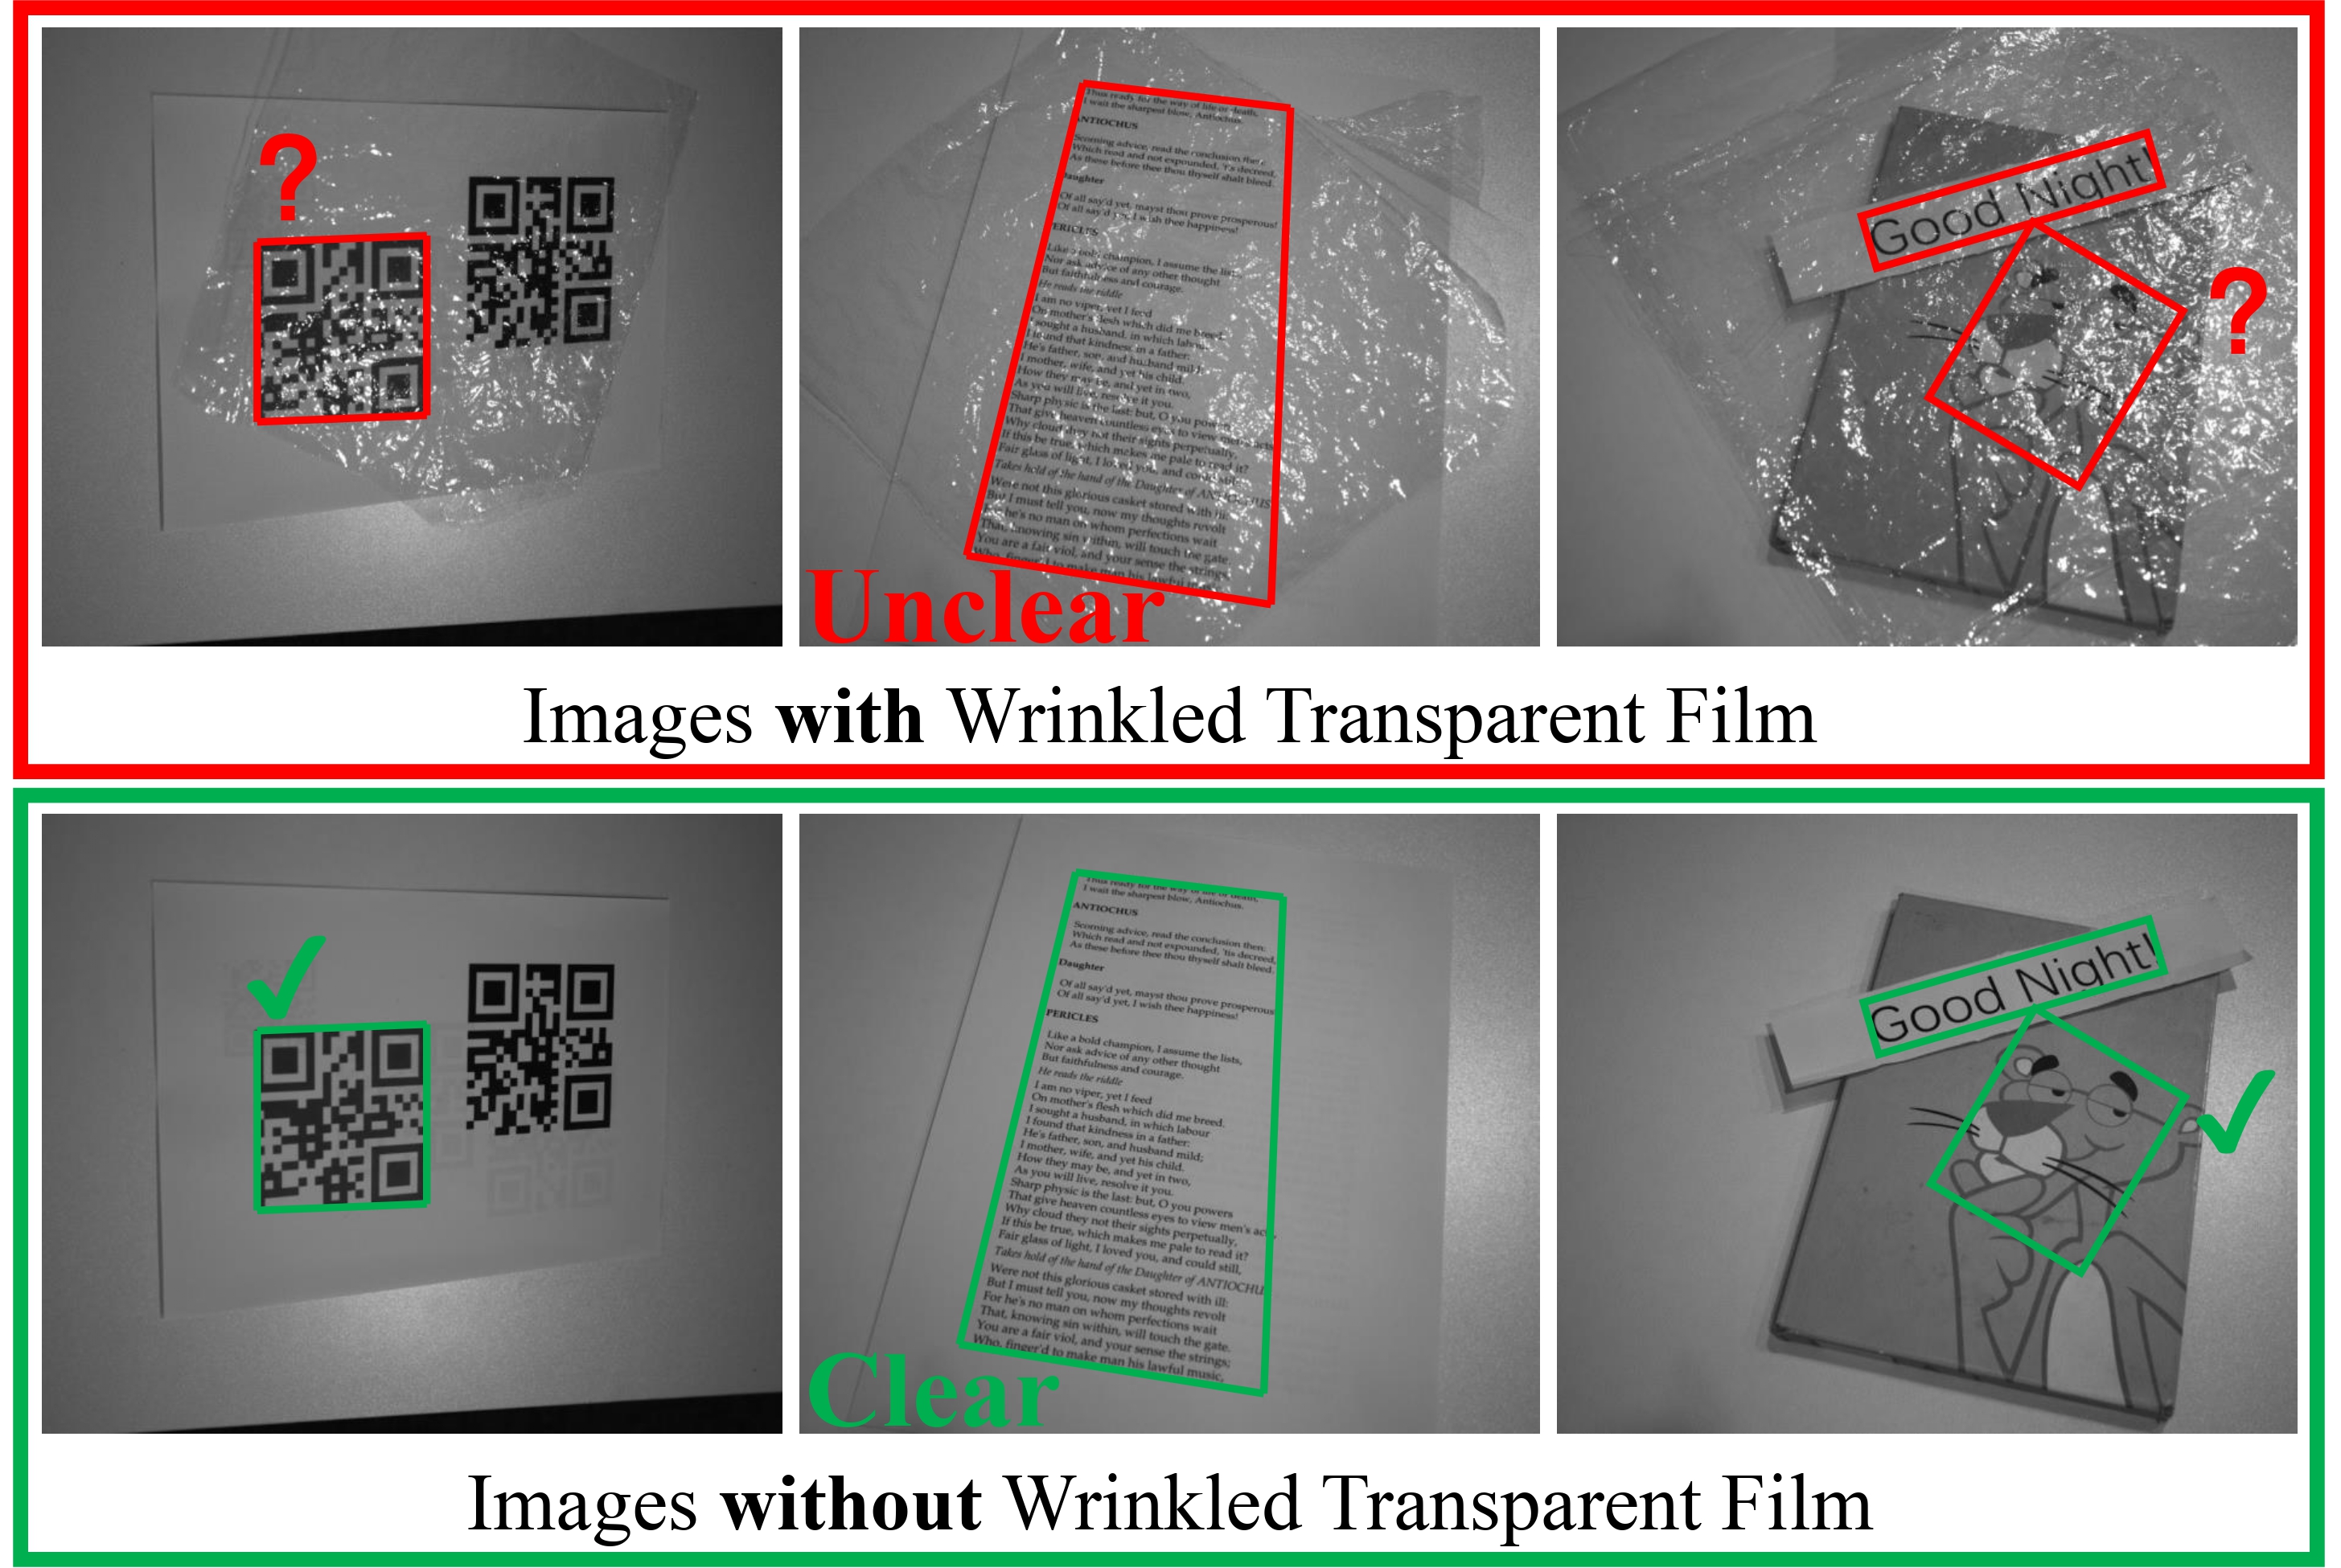 ?
Thus ready for the way of life or death,
I wait the sharpest blow, Antiochus.
ANTIOCHUS
Scorning advice, read the conclusion then:
Which read and not expounded, 'tis decreed,
As these before thee thou thyself shalt bleed.
Daughter
Of all say'd yet, mayst thou prove prosperous!
Of all say'd yet, I wish thee happiness!
PERICLES
Like a bold champion, I assume the lists,
Nor ask advice of any other thought
But faithfulness and courage.
He reads the riddle
I am no viper, yet I feed
On mother's flesh which did me breed.
I sought a husband, in which labour
I found that kindness in a father:
He's father, son, and husband mild;
I mother, wife, and yet his child.
How they may be, and yet in two,
As you will live, resolve it you.
Sharp physic is the last: but, O you powers
That give heaven countless eyes to view men's acts
Why cloud they not their sights perpetually,
If this be true, which makes me pale to read it?
Fair glass of light, I loved you, and could still,
Takes hold of the hand of the Daughter of ANTIOCHUS
Were not this glorious casket stored with ill:
But I must tell you, now my thoughts revolt
For he's no man on whom perfections wait
That, knowing sin within, will touch the gate.
You are a fair viol, and your sense the strings;
Who, finger'd to make man his lawful
Unclear
Good Night!
?
Images with Wrinkled Transparent Film
Thus ready for the way of life or death,
I wait the sharpest blow, Antiochus.
ANTIOCHUS
Scorning advice, read the conclusion then:
Which read and not expounded, 'tis decreed,
As these before thee thou thyself shalt bleed.
Daughter
Of all say'd yet, mayst thou prove prosperous
Of all say'd yet, I wish thee happiness!
PERICLES
Like a bold champion, I assume the lists,
Nor ask advice of any other thought
But faithfulness and courage.
He reads the riddle
I am no viper, yet I feed
On mother's flesh which did me breed.
I sought a husband, in which labour
I found that kindness in a father:
He's father, son, and husband mild;
I mother, wife, and yet his child.
How they may be, and yet in two,
As you will live, resolve it you.
Sharp physic is the last: but, O you powers
That give heaven countless eyes to view men's acts,
Why cloud they not their sights perpetually,
If this be true, which makes me pale to read it?
Fair glass of light, I loved you, and could still,
Takes hold of the hand of the Daughter of ANTIOCHU
Were not this glorious casket stored with ill:
But I must tell you, now my thoughts revolt
For he's no man on whom perfections wait
That, knowing sin within, will touch the gate.
You are a fair viol, and your sense the strings;
Who, finger'd to make man his lawful music,
Clear
Good Night!
Images without Wrinkled Transparent Film